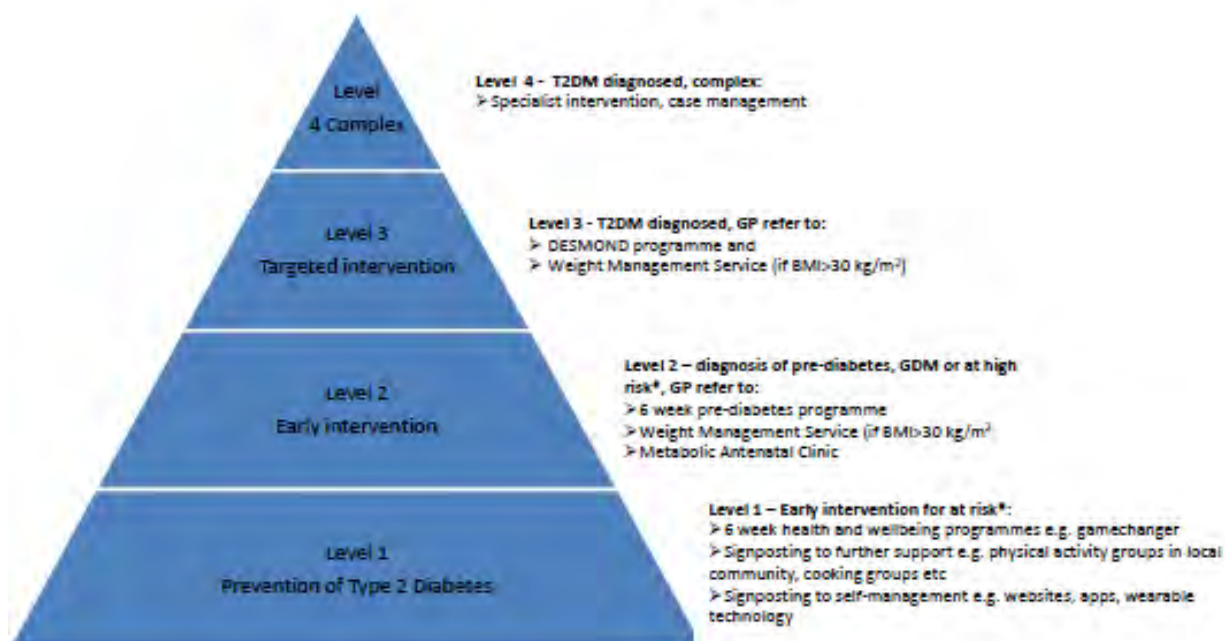 Level
4 Complex
Level 4 - T2DM diagnosed, complex:
➢ Specialist intervention, case management
Level 3
Targeted intervention
Level 3 - T2DM diagnosed, GP refer to:
➢ DESMOND programme and
➢ Weight Management Service (if BMI>30 kg/m²)
Level 2
Early intervention
Level 2 – diagnosis of pre-diabetes, GDM or at high
risk*, GP refer to:
➢ 6 week pre-diabetes programme
➢ Weight Management Service (if BMI>30 kg/m²
➢ Metabolic Antenatal Clinic
Level 1
Prevention of Type 2 Diabetes
Level 1 – Early intervention for at risk*:
➢ 6 week health and wellbeing programmes e.g. gamechanger
➢ Signposting to further support e.g. physical activity groups in local
community, cooking groups etc
➢ Signposting to self-management e.g. websites, apps, wearable
technology